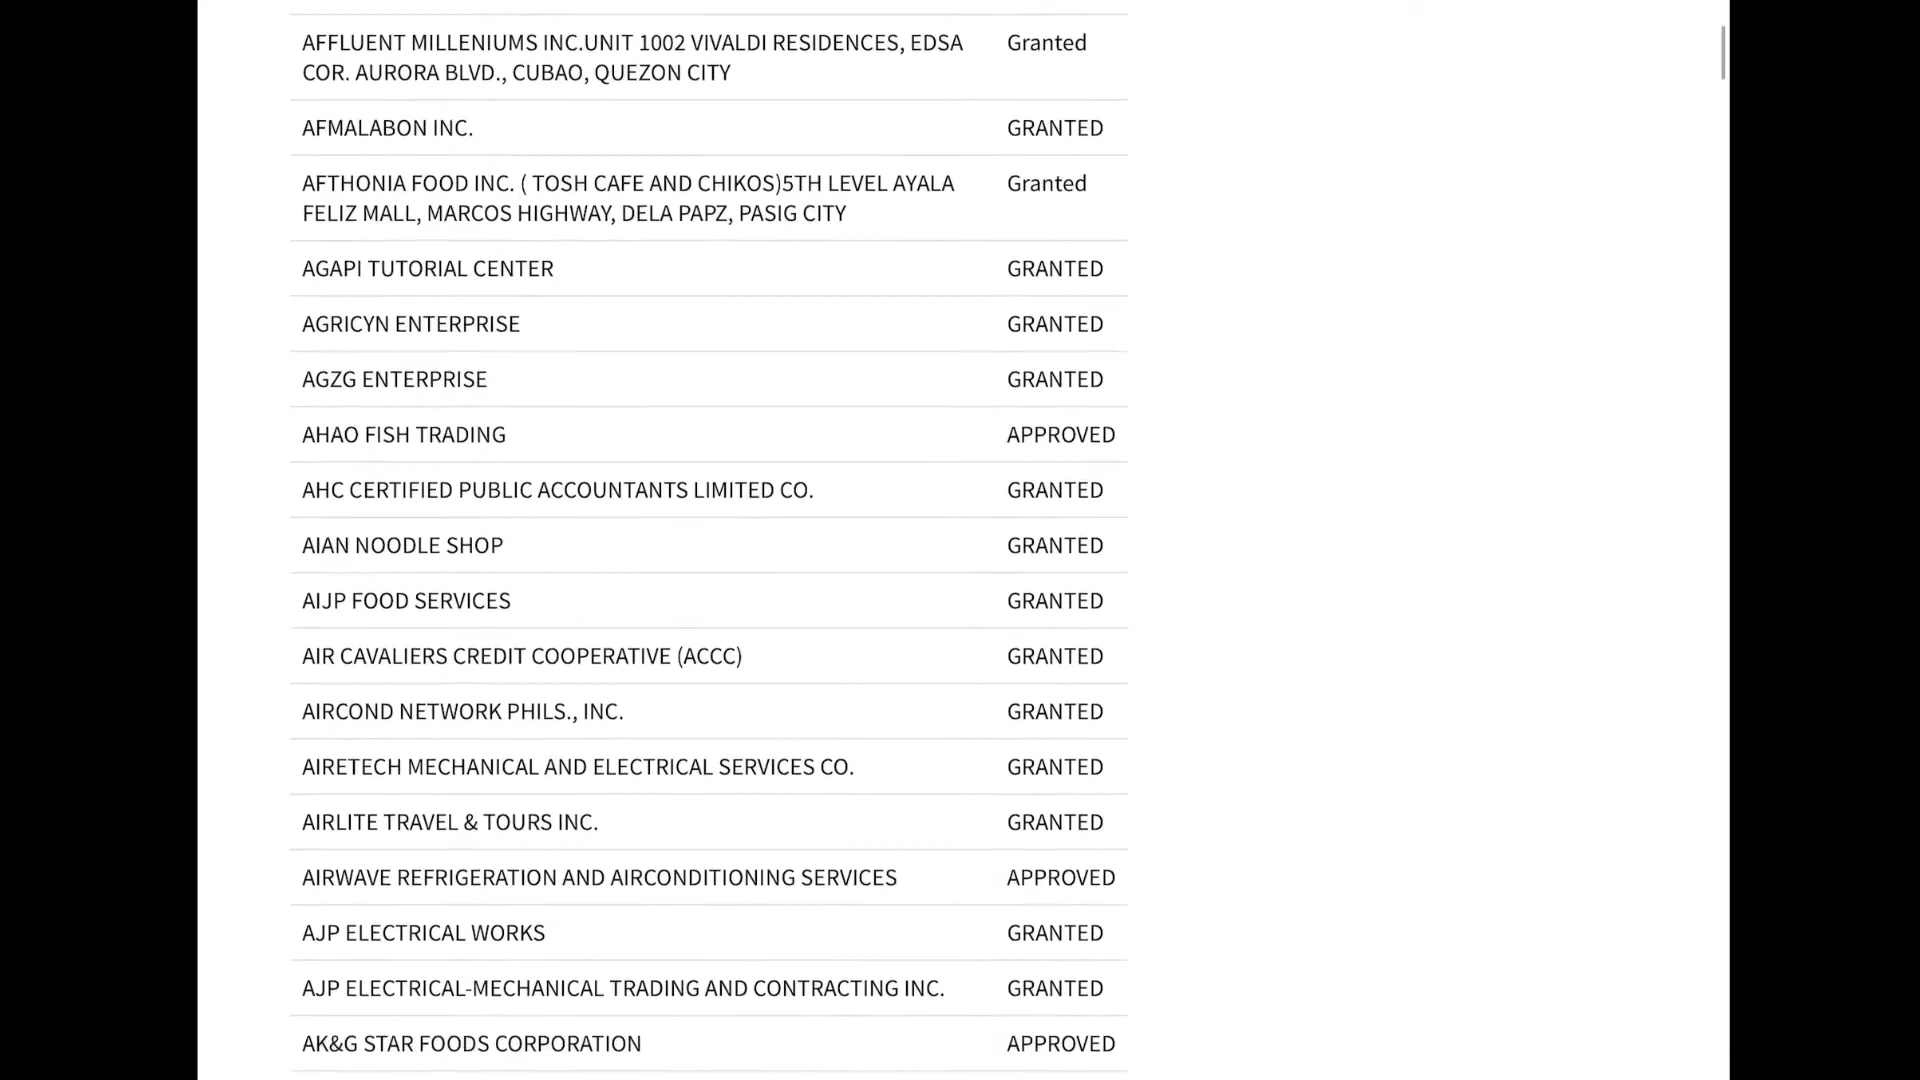 AFFLUENT MILLENIUMS INC.UNIT 1002 VIVALDI RESIDENCES, EDSA Granted
COR. AURORA BLVD., CUBAO, QUEZON CITY
AFMALABON INC. GRANTED
AFTHONIA FOOD INC. ( TOSH CAFE AND CHIKOS)5TH LEVEL AYALA Granted
FELIZ MALL, MARCOS HIGHWAY, DELA PAPZ, PASIG CITY
AGAPI TUTORIAL CENTER GRANTED
AGRICYN ENTERPRISE GRANTED
AGZG ENTERPRISE GRANTED
AHAO FISH TRADING APPROVED
AHC CERTIFIED PUBLIC ACCOUNTANTS LIMITED CO. GRANTED
AIAN NOODLE SHOP GRANTED
AIJP FOOD SERVICES GRANTED
AIR CAVALIERS CREDIT COOPERATIVE (ACCC) GRANTED
AIRCOND NETWORK PHILS., INC. GRANTED
AIRETECH MECHANICAL AND ELECTRICAL SERVICES CO. GRANTED
AIRLITE TRAVEL & TOURS INC. GRANTED
AIRWAVE REFRIGERATION AND AIRCONDITIONING SERVICES APPROVED
AJP ELECTRICAL WORKS GRANTED
AJP ELECTRICAL-MECHANICAL TRADING AND CONTRACTING INC. GRANTED
AK&G STAR FOODS CORPORATION APPROVED